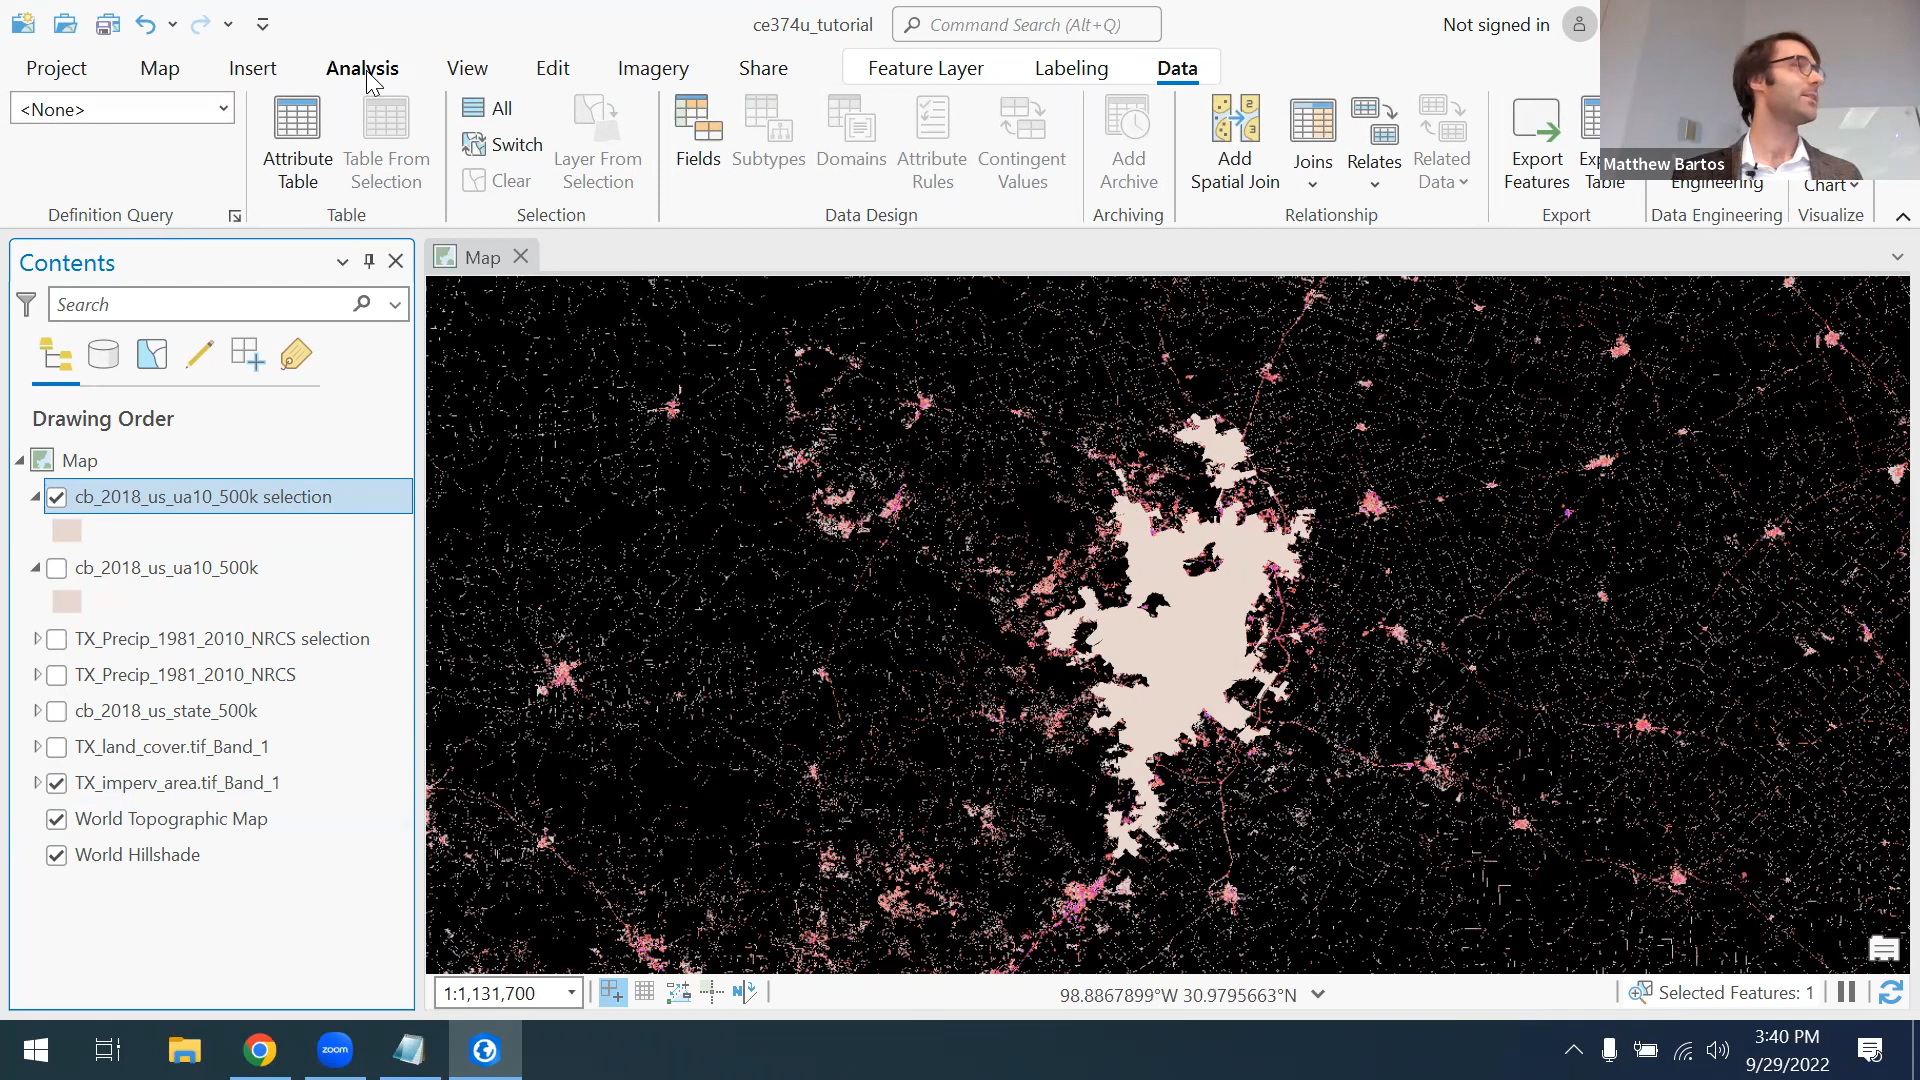 ce374u_tutorial
Command Search (Alt+Q)
Not signed in
Project
Map
Insert
Analysis
View
Edit
Imagery
Share
Feature Layer
Labeling
Data
<None>
Definition Query
Attribute
Table
Table From
Selection
Table
All
Switch
Clear
Layer From
Selection
Selection
Fields
Subtypes
Domains
Attribute
Rules
Contingent
Values
Data Design
Add
Archive
Archiving
Add
Spatial Join
Joins
Relates
Related
Data
Relationship
Export
Features
Table
Export
Engineering
Data Engineering
Chart
Visualize
Matthew Bartos
Contents
Search
Drawing Order
Map
cb_2018_us_ua10_500k selection
cb_2018_us_ua10_500k
TX_Precip_1981_2010_NRCS selection
TX_Precip_1981_2010_NRCS
cb_2018_us_state_500k
TX_land_cover.tif_Band_1
TX_imperv_area.tif_Band_1
World Topographic Map
World Hillshade
Map
1:1,131,700
98.8867899°W 30.9795663°N
Selected Features: 1
zoom
3:40 PM
9/29/2022